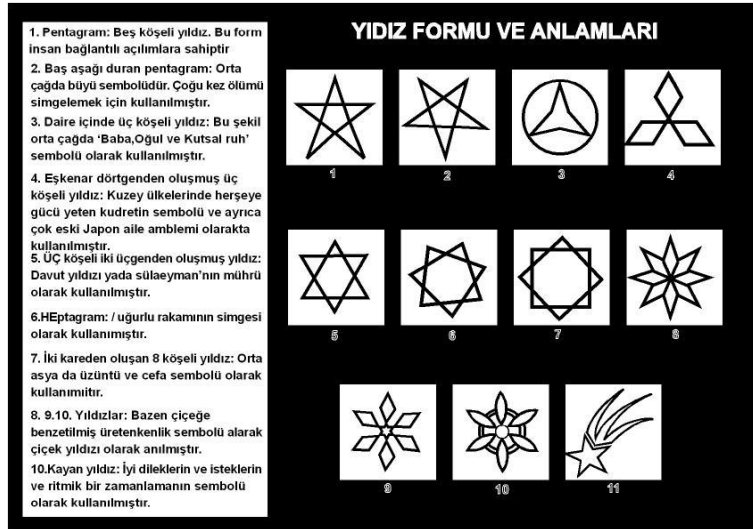 YIDIZ FORMU VE ANLAMLARI
1. Pentagram: Beş köşeli yıldız. Bu form
insan bağlantılı açılımlara sahiptir
2. Baş aşağı duran pentagram: Orta
çağda büyü sembolüdür. Çoğu kez ölümü
simgelemek için kullanılmıştır.
3. Daire içinde üç köşeli yıldız: Bu şekil
orta çağda ‘Baba,Oğul ve Kutsal ruh’
sembolü olarak kullanılmıştır.
4. Eşkenar dörtgenden oluşmuş üç
köşeli yıldız: Kuzey ülkelerinde herşeye
gücü yeten kudretin sembolü ve ayrıca
çok eski Japon aile amblemi olarakta
kullanılmıştır.
5. ÜÇ köşeli iki üçgenden oluşmuş yıldız:
Davut yıldızı yada sülaeyman’nın mührü
olarak kullanılmıştır.
6.HEptagram: / uğurlu rakamının simgesi
olarak kullanımıştır.
7. İki kareden oluşan 8 köşeli yıldız: Orta
asya da üzüntü ve cefa sembolü olarak
kullanımıitır.
8. 9.10. Yıldızlar: Bazen çiçeğe
benzetilmiş üretenkenlik sembolü alarak
çiçek yıldızı olarak anılmıştır.
10.Kayan yıldız: İyi dileklerin ve isteklerin
ve ritmik bir zamanlamanın sembolü
olarak kullanılmıştır.
1
2
3
4
5
6
7
8
9
10
11